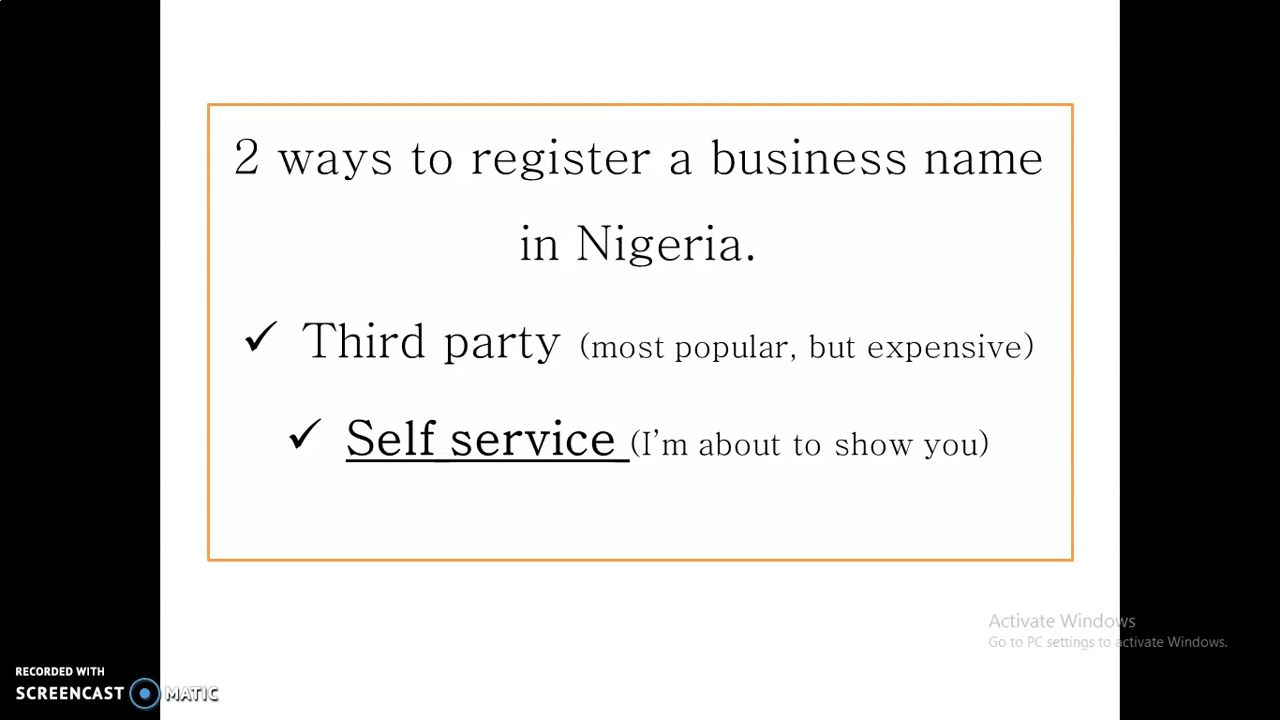 2 ways to register a business name
in Nigeria.
✓ Third party (most popular, but expensive)
✓ Self service (I’m about to show you)
Activate Windows
Go to PC settings to activate Windows.
RECORDED WITH
SCREENCAST MATIC